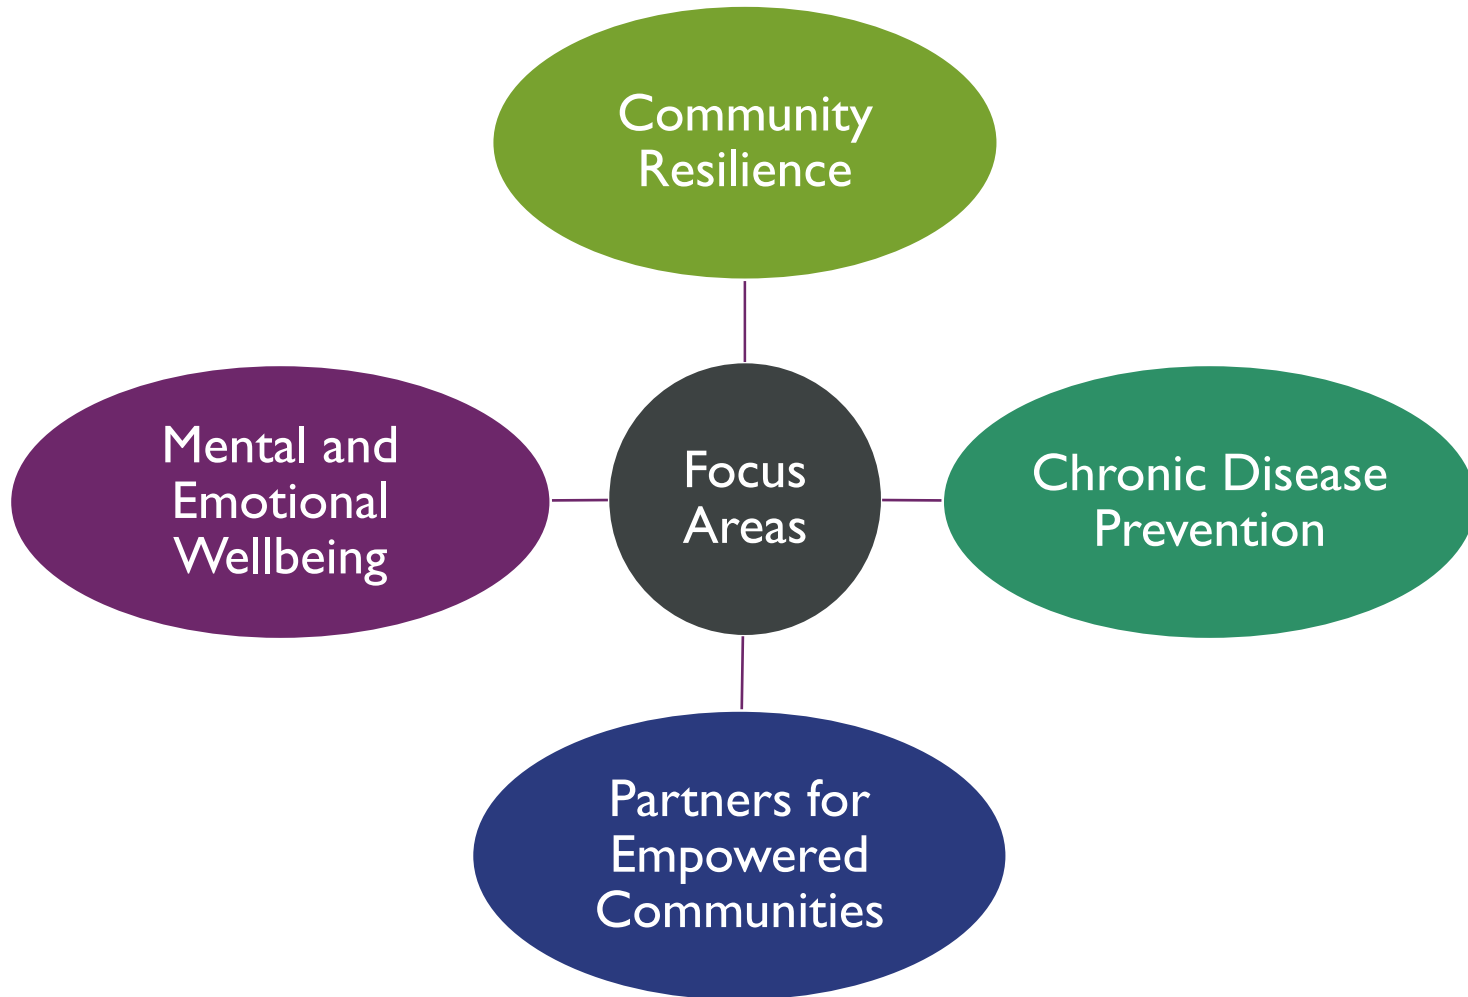 Community
Resilience
Mental and
Emotional
Wellbeing
Focus
Areas
Chronic Disease
Prevention
Partners for
Empowered
Communities